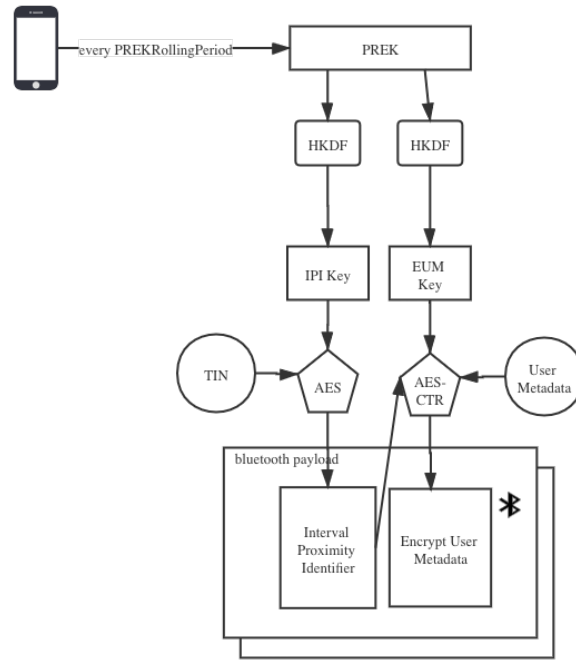 every PREKRollingPeriod
PREK
HKDF
HKDF
IPI Key
EUM
Key
TIN
AES
AES-
CTR
User
Metadata
bluetooth payload
Interval
Proximity
Identifier
Encrypt User
Metadata